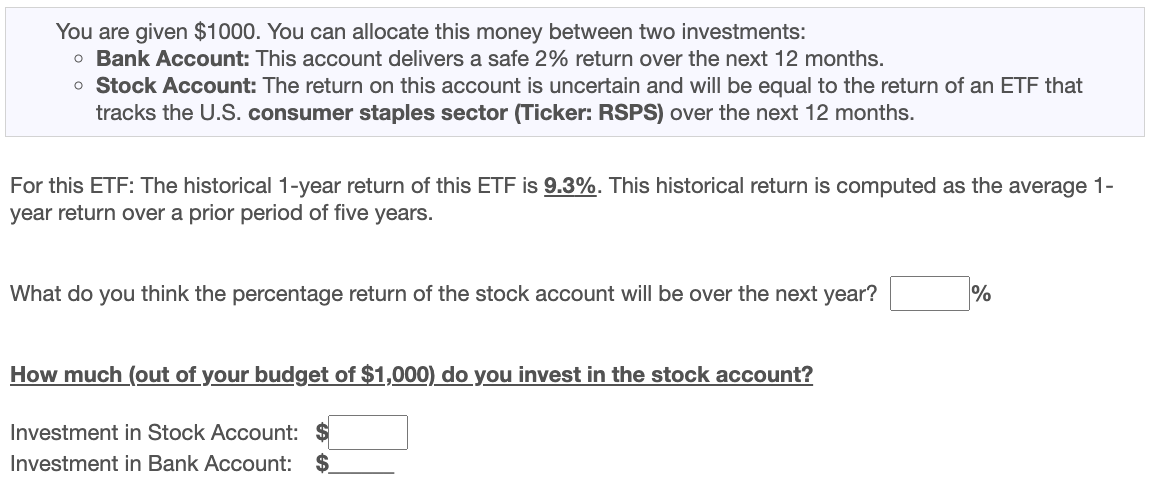 You are given $1000. You can allocate this money between two investments:
◦ Bank Account: This account delivers a safe 2% return over the next 12 months.
◦ Stock Account: The return on this account is uncertain and will be equal to the return of an ETF that
tracks the U.S. consumer staples sector (Ticker: RSPS) over the next 12 months.
For this ETF: The historical 1-year return of this ETF is 9.3%. This historical return is computed as the average 1-
year return over a prior period of five years.
What do you think the percentage return of the stock account will be over the next year? %
How much (out of your budget of $1,000) do you invest in the stock account?
Investment in Stock Account: $
Investment in Bank Account: $______